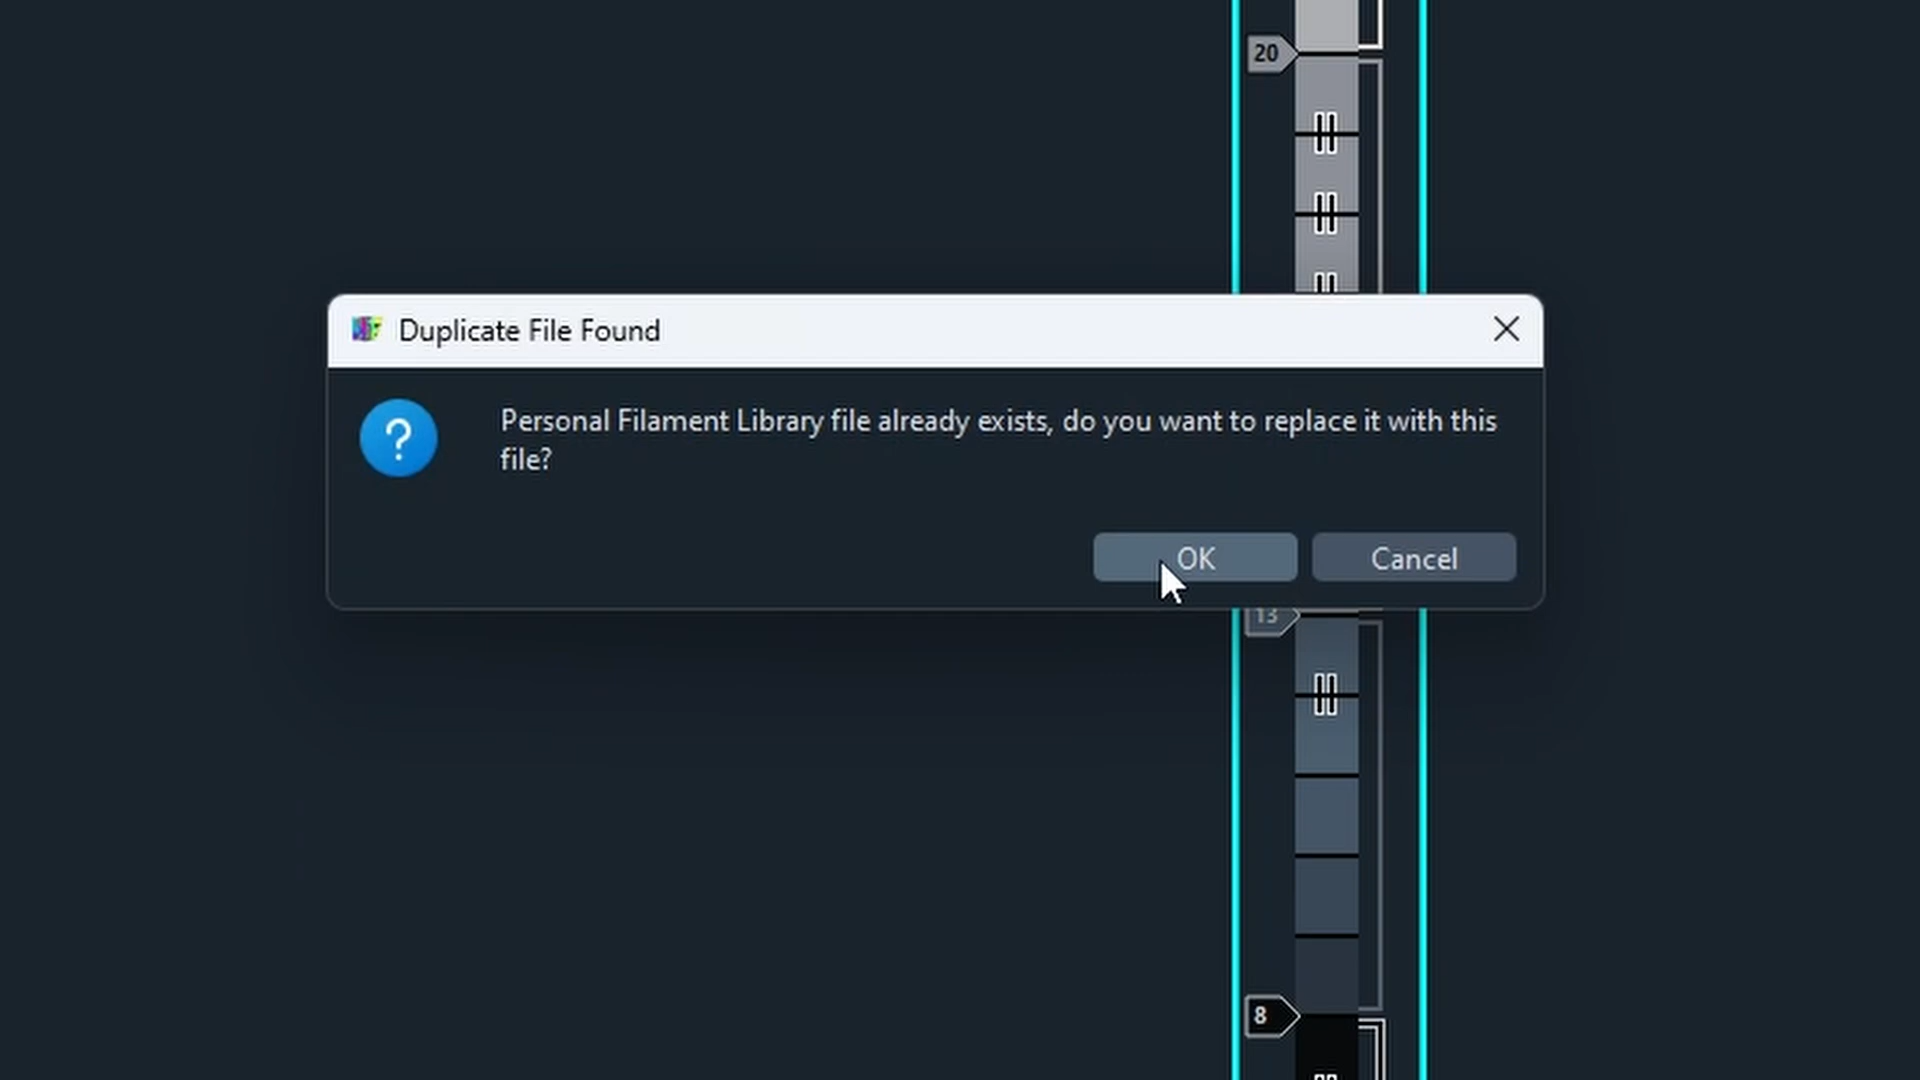 20
Duplicate File Found
Personal Filament Library file already exists, do you want to replace it with this
file?
OK
Cancel
13
8